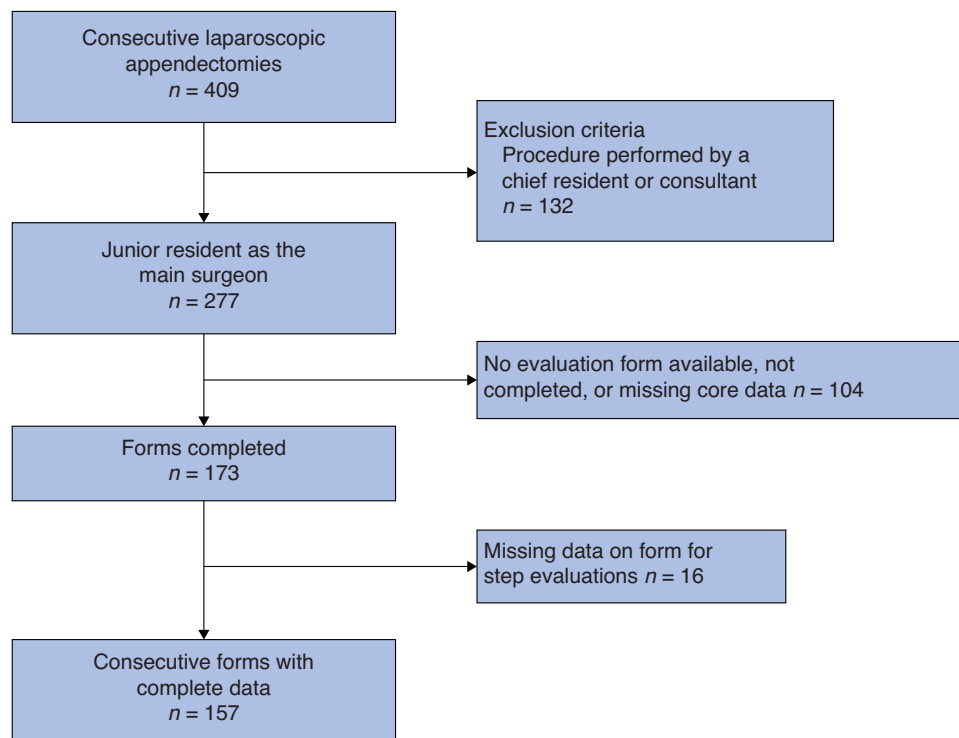 Consecutive laparoscopic
appendectomies
n = 409
Exclusion criteria
Procedure performed by a
chief resident or consultant
n = 132
Junior resident as the
main surgeon
n = 277
No evaluation form available, not
completed, or missing core data n = 104
Forms completed
n = 173
Missing data on form for
step evaluations n = 16
Consecutive forms with
complete data
n = 157